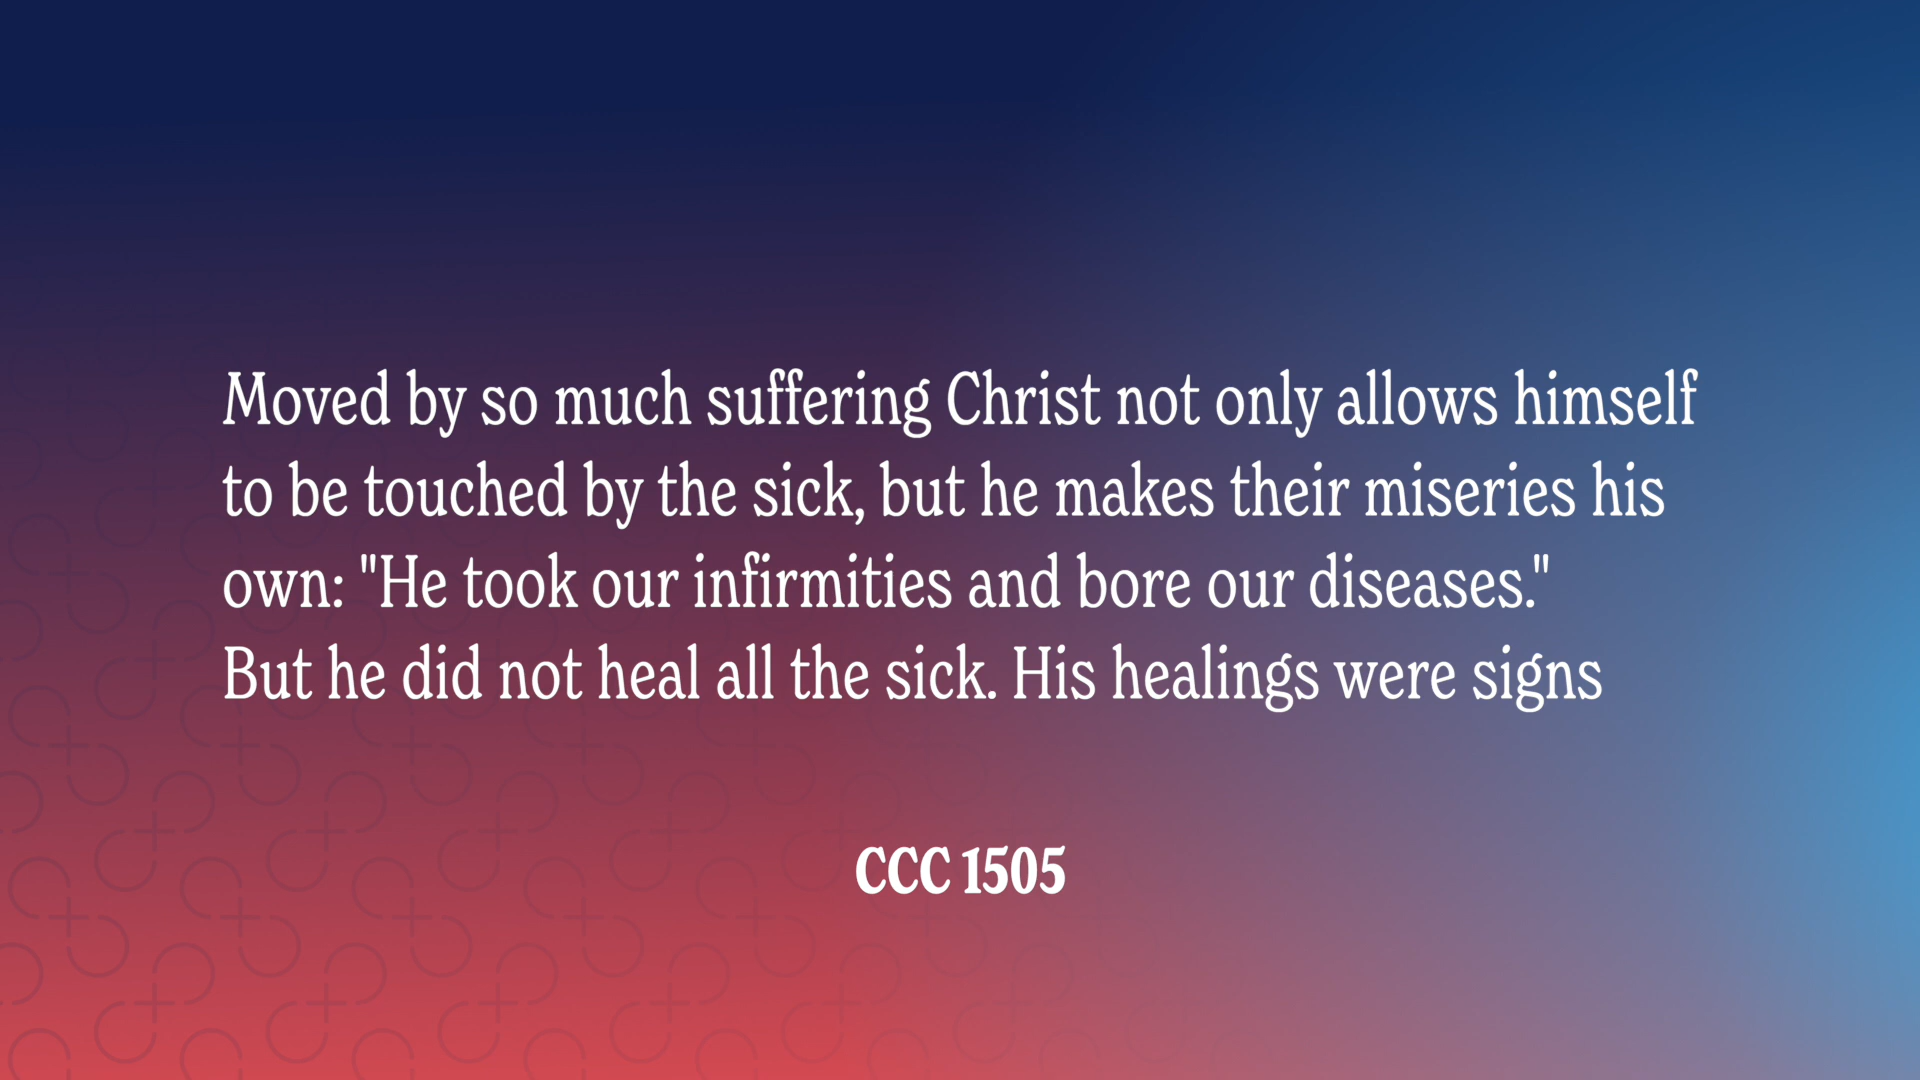 Moved by so much suffering Christ not only allows himself
to be touched by the sick, but he makes their miseries his
own: "He took our infirmities and bore our diseases."
But he did not heal all the sick. His healings were signs
CCC 1505